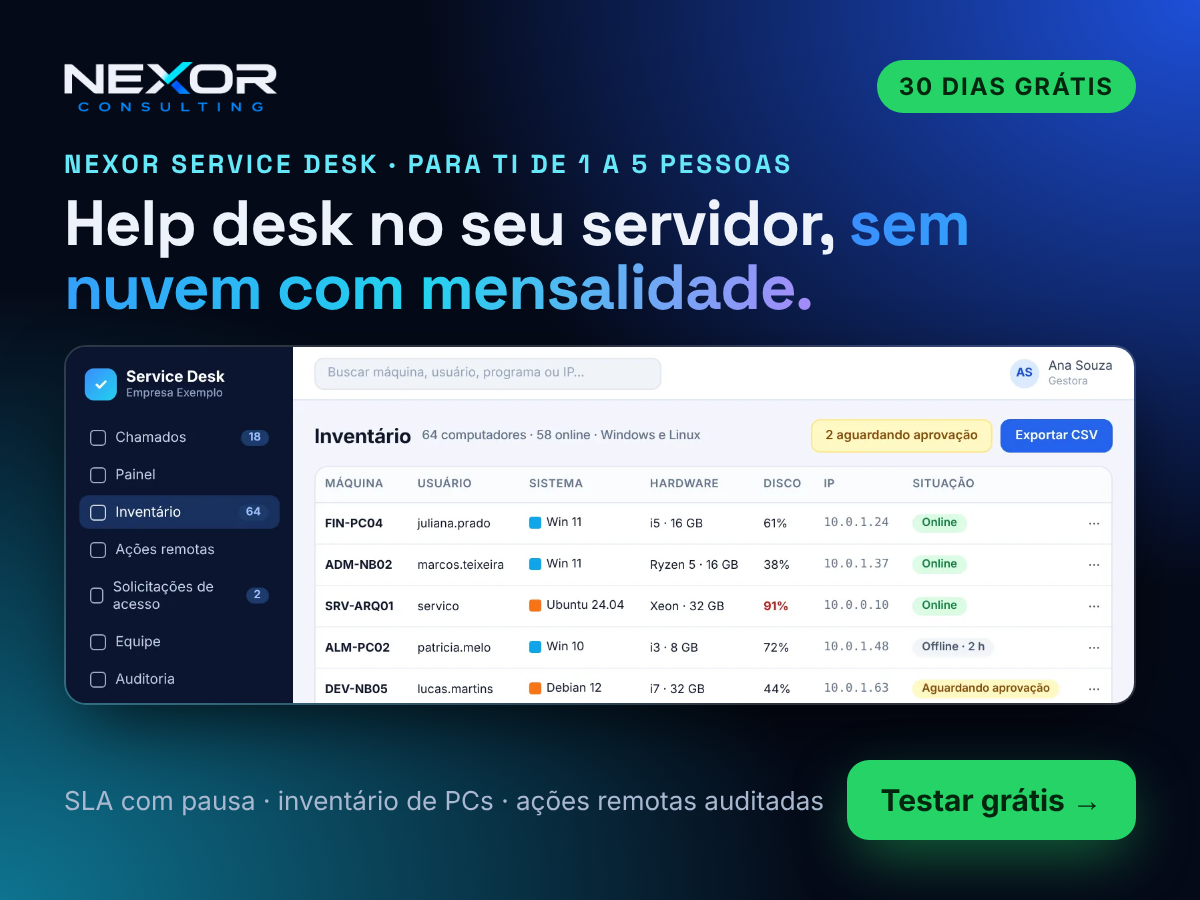 NEXOR
CONSULTING
30 DIAS GRÁTIS
NEXOR SERVICE DESK · PARA TI DE 1 A 5 PESSOAS
Help desk no seu servidor, sem
nuvem com mensalidade.
Service Desk
Empresa Exemplo
Chamados 18
Painel
Inventário 64
Ações remotas
Solicitações de
acesso 2
Equipe
Auditoria
Buscar máquina, usuário, programa ou IP...
AS Ana Souza
Gestora
Inventário 64 computadores · 58 online · Windows e Linux 2 aguardando aprovação Exportar CSV
MÁQUINA USUÁRIO SISTEMA HARDWARE DISCO IP SITUAÇÃO
FIN-PC04 juliana.prado Win 11 i5 · 16 GB 61% 10.0.1.24 Online ...
ADM-NB02 marcos.teixeira Win 11 Ryzen 5 · 16 GB 38% 10.0.1.37 Online ...
SRV-ARQ01 servico Ubuntu 24.04 Xeon · 32 GB 91% 10.0.0.10 Online ...
ALM-PC02 patricia.melo Win 10 i3 · 8 GB 72% 10.0.1.48 Offline · 2 h ...
DEV-NB05 lucas.martins Debian 12 i7 · 32 GB 44% 10.0.1.63 Aguardando aprovação ...
SLA com pausa · inventário de PCs · ações remotas auditadas
Testar grátis →